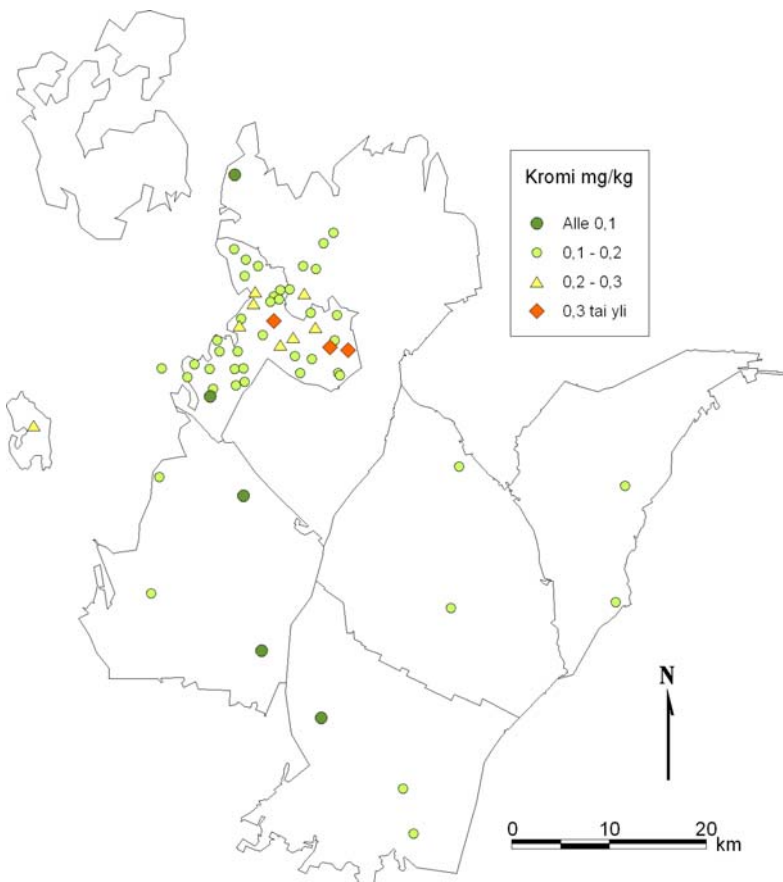 Kromi mg/kg
Alle 0,1
0,1 - 0,2
0,2 - 0,3
0,3 tai yli
N
0 10 20
km